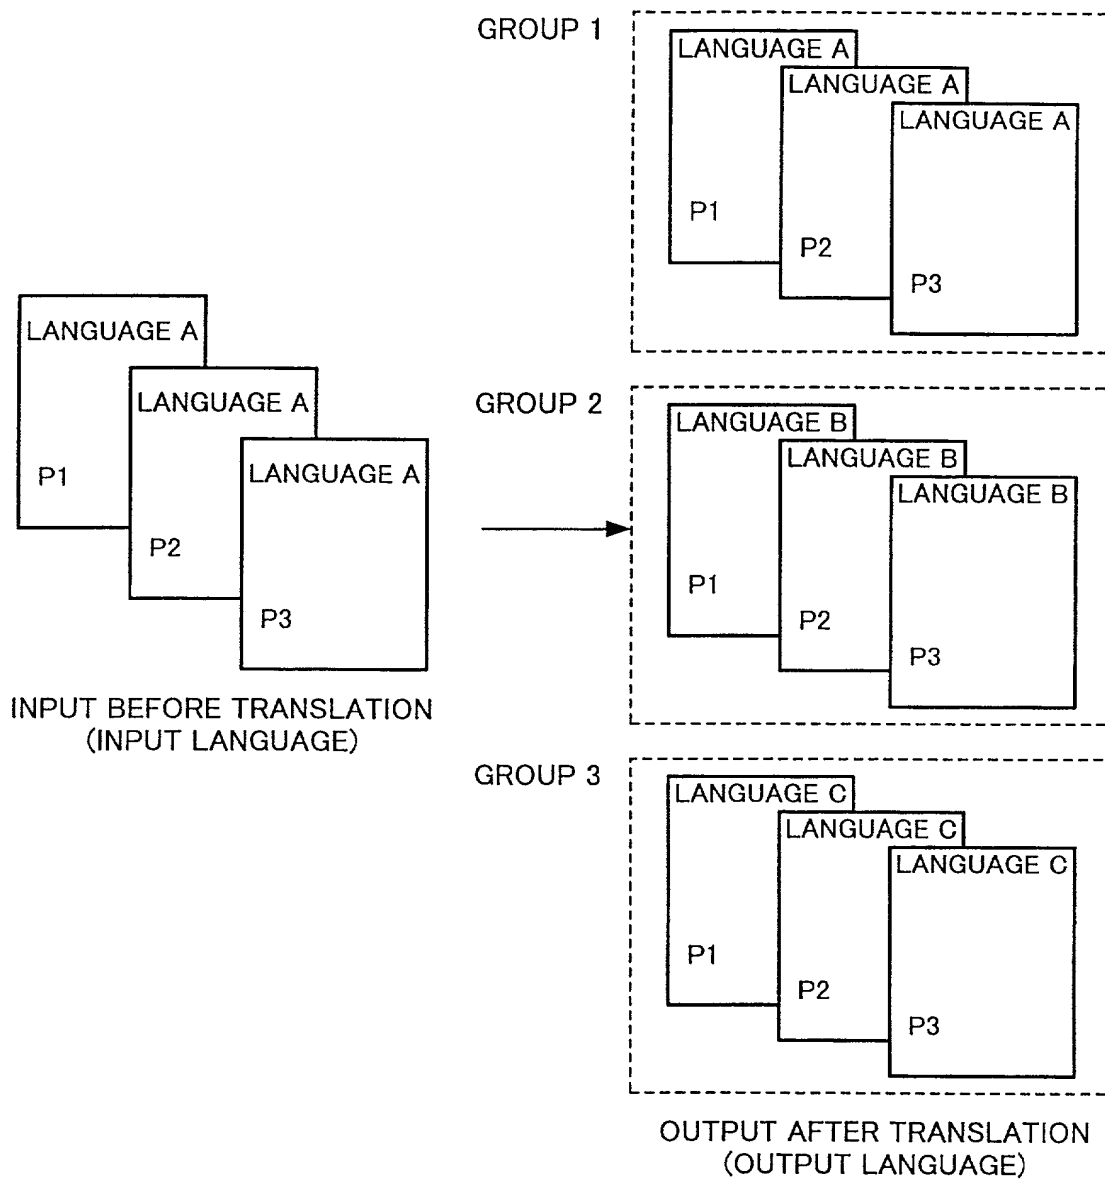 GROUP 1
LANGUAGE A
LANGUAGE A
LANGUAGE A
P1
P2
P3
LANGUAGE A
LANGUAGE A
LANGUAGE A
P1
P2
P3
INPUT BEFORE TRANSLATION
(INPUT LANGUAGE)
GROUP 2
LANGUAGE B
LANGUAGE B
LANGUAGE B
P1
P2
P3
GROUP 3
LANGUAGE C
LANGUAGE C
LANGUAGE C
P1
P2
P3
OUTPUT AFTER TRANSLATION
(OUTPUT LANGUAGE)